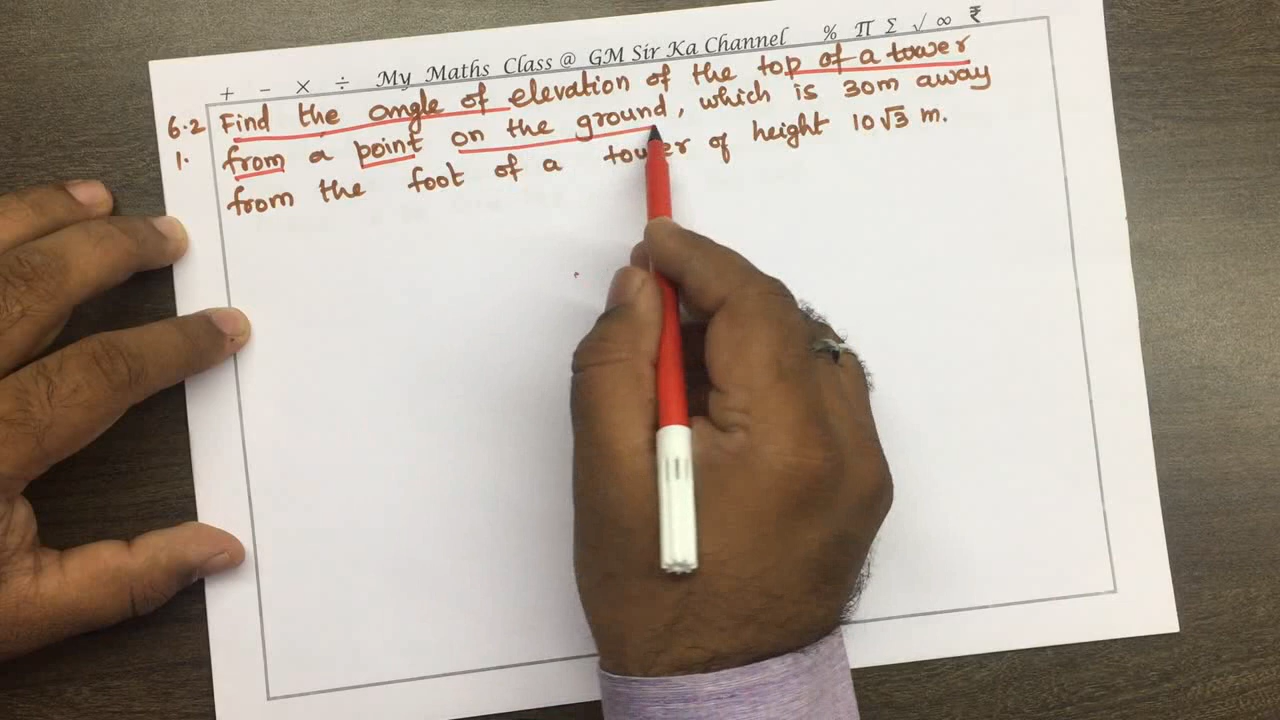 + - × ÷ My Maths Class @ GM Sir Ka Channel % Π Σ √ ∞ ₹
6.2 Find the angle of elevation of the top of a tower
1. from a point on the ground, which is 30m away
from the foot of a tower of height 10√3 m.